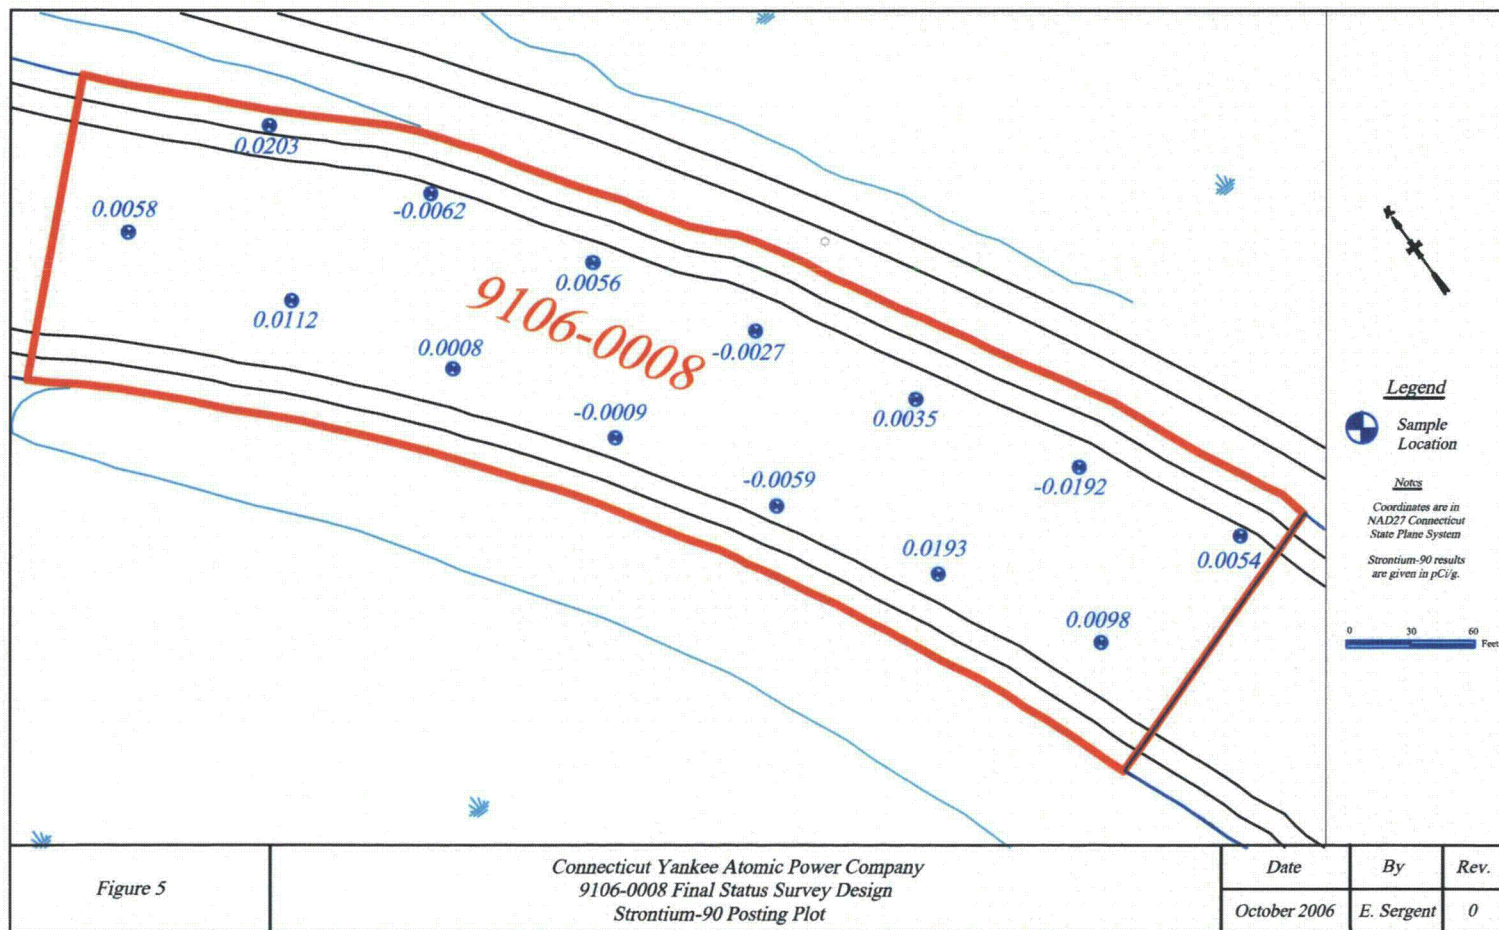 0.0203
0.0058
-0.0062
0.0056
0.0112
0.0008
9106-0008
-0.0027
-0.0009
0.0035
-0.0059
-0.0192
0.0193
0.0054
0.0098
Legend
Sample
Location
Notes
Coordinates are in
NAD27 Connecticut
State Plane System
Strontium-90 results
are given in pCi/g.
0 30 60
Feet
Figure 5
Connecticut Yankee Atomic Power Company
9106-0008 Final Status Survey Design
Strontium-90 Posting Plot
Date By Rev.
October 2006 E. Sergent 0